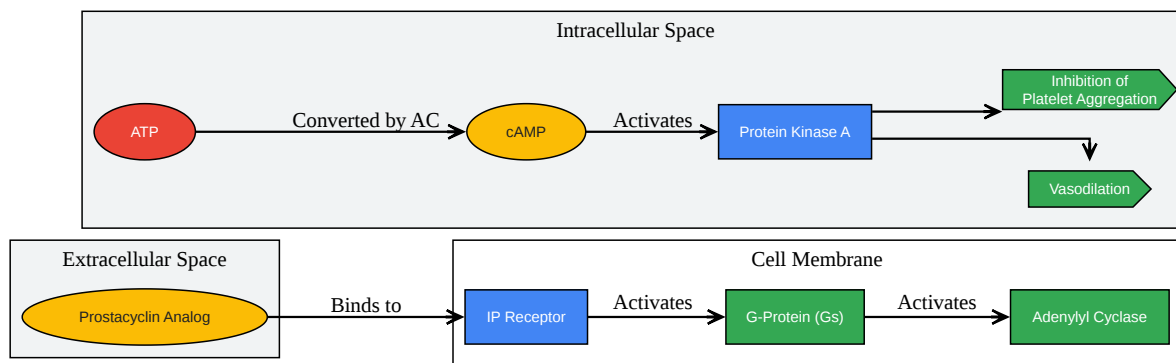 Intracellular Space
Inhibition of
Platelet Aggregation
ATP
Converted by AC
cAMP
Activates
Protein Kinase A
Vasodilation
Extracellular Space
Cell Membrane
Prostacyclin Analog
Binds to
IP Receptor
Activates
G-Protein (Gs)
Activates
Adenylyl Cyclase